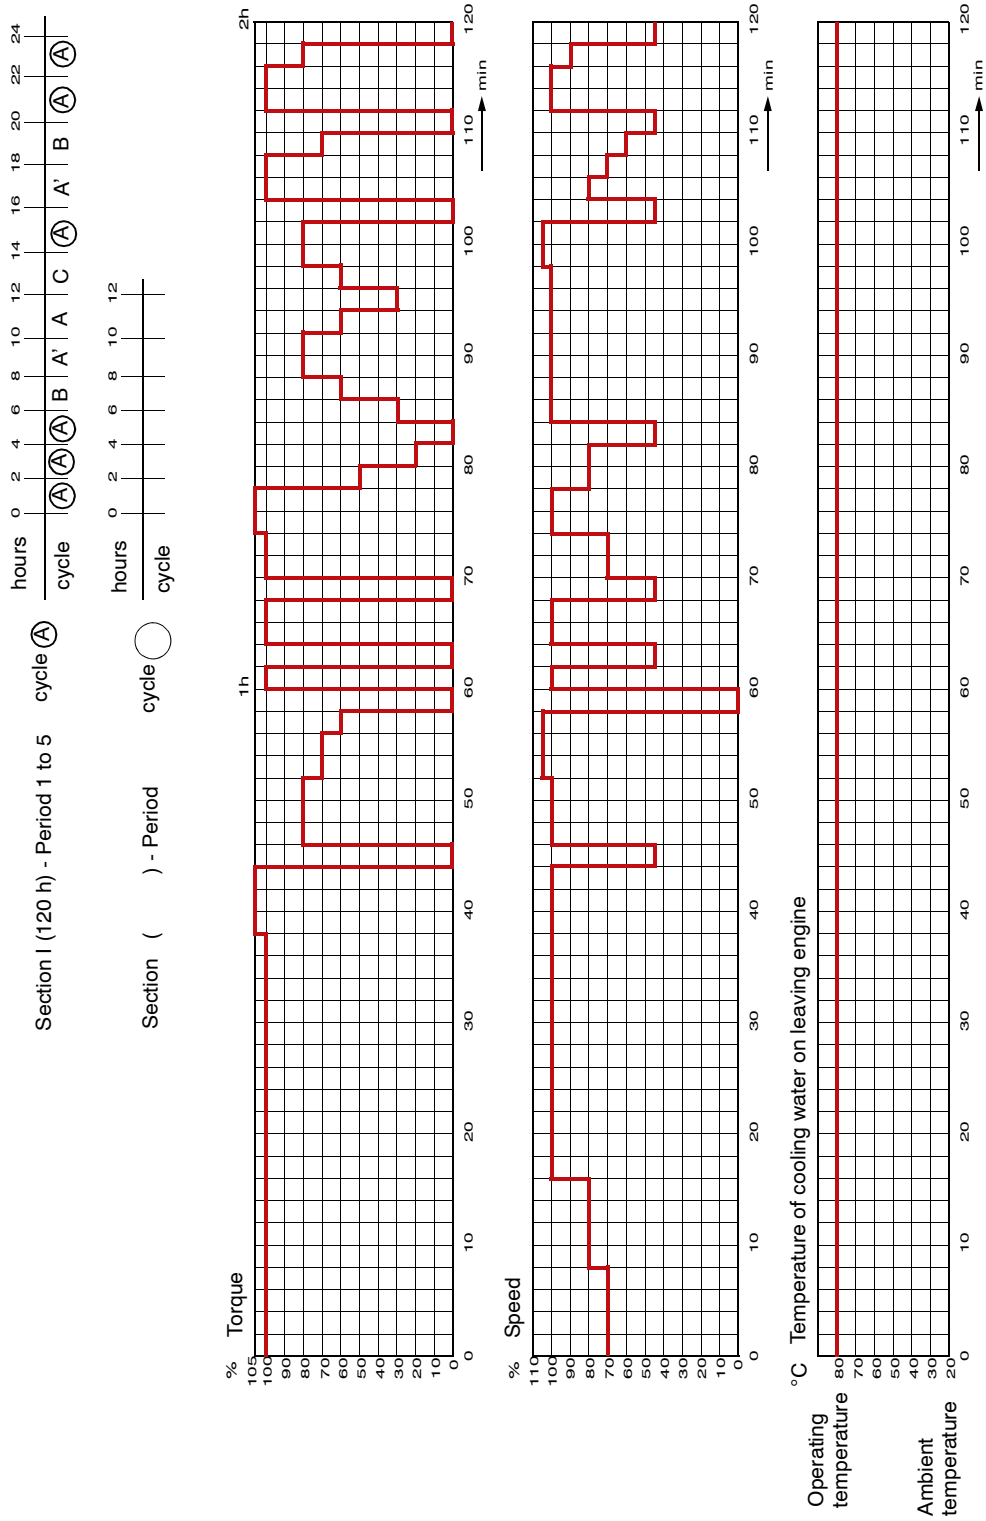 Section I (120 h) - Period 1 to 5 cycle A
hours 0 2 4 6 8 10 12 14 16 18 20 22 24
cycle A A A B A' A C A A' B A A
Section ( ) - Period cycle
hours 0 2 4 6 8 10 12
cycle
Torque
1h 2h
%
105
100
90
80
70
60
50
40
30
20
10
0
0 10 20 30 40 50 60 70 80 90 100 110 120
min
Speed
%
110
100
90
80
70
60
50
40
30
20
10
0
0 10 20 30 40 50 60 70 80 90 100 110 120
min
°C Temperature of cooling water on leaving engine
Operating
temperature
80
70
60
50
40
30
20
Ambient
temperature
0 10 20 30 40 50 60 70 80 90 100 110 120
min